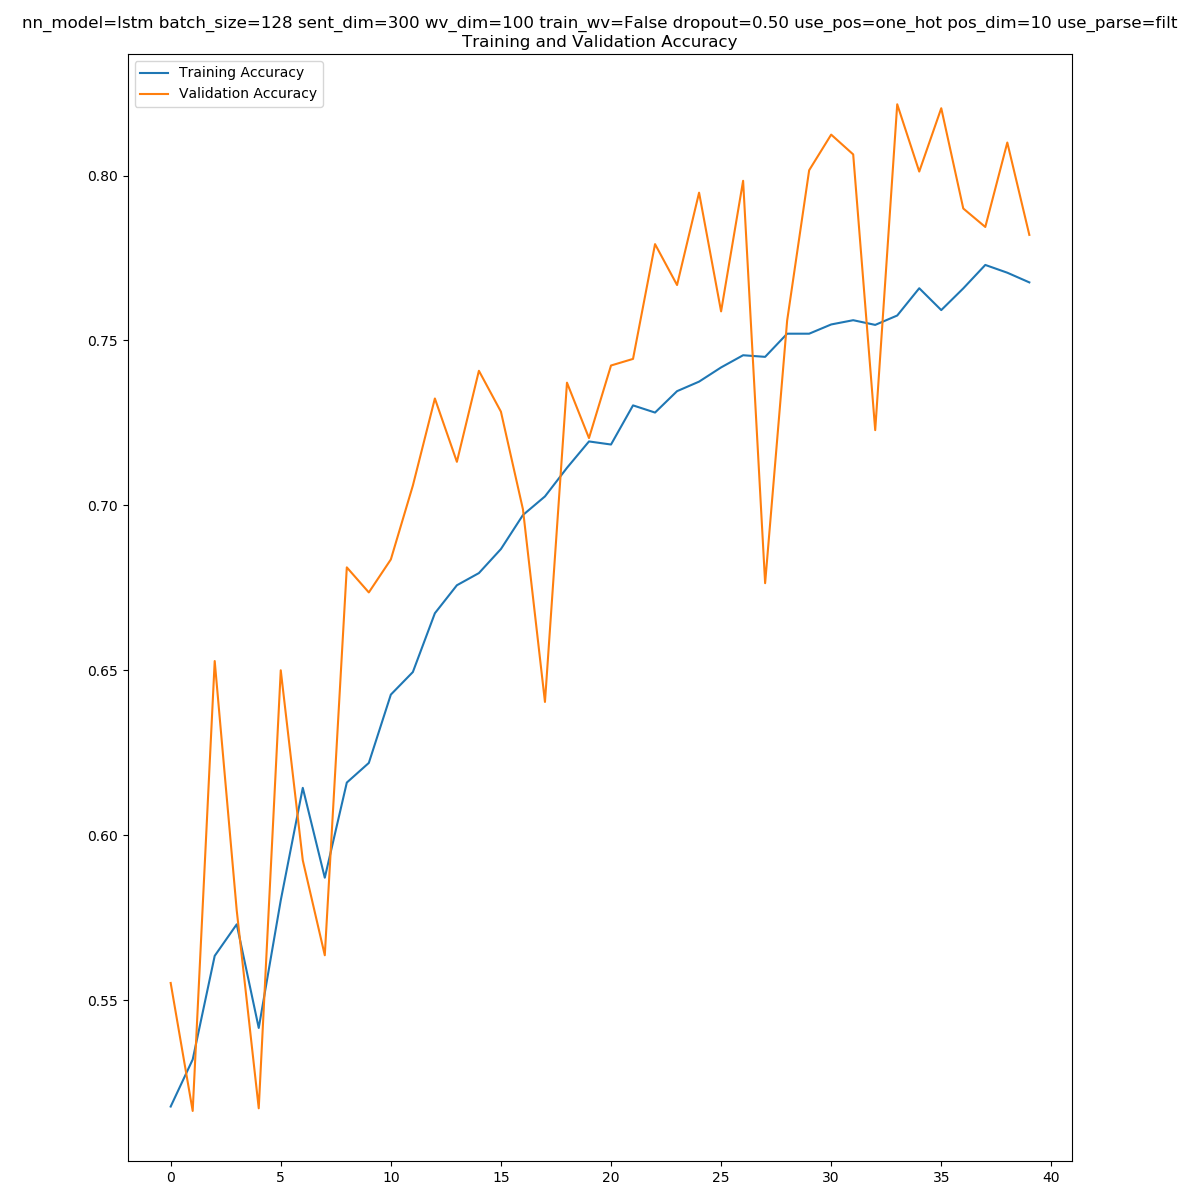 nn_model=lstm batch_size=128 sent_dim=300 wv_dim=100 train_wv=False dropout=0.50 use_pos=one_hot pos_dim=10 use_parse=filt
Training and Validation Accuracy
Training Accuracy
Validation Accuracy
0.80
0.75
0.70
0.65
0.60
0.55
0 5 10 15 20 25 30 35 40